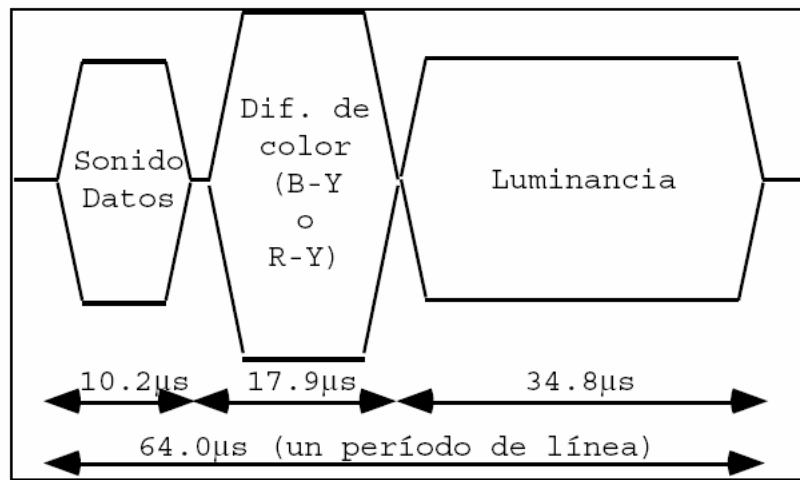 Sonido
Datos
Dif. de
color
(B-Y
o
R-Y)
Luminancia
10.2µs
17.9µs
34.8µs
64.0µs (un período de línea)